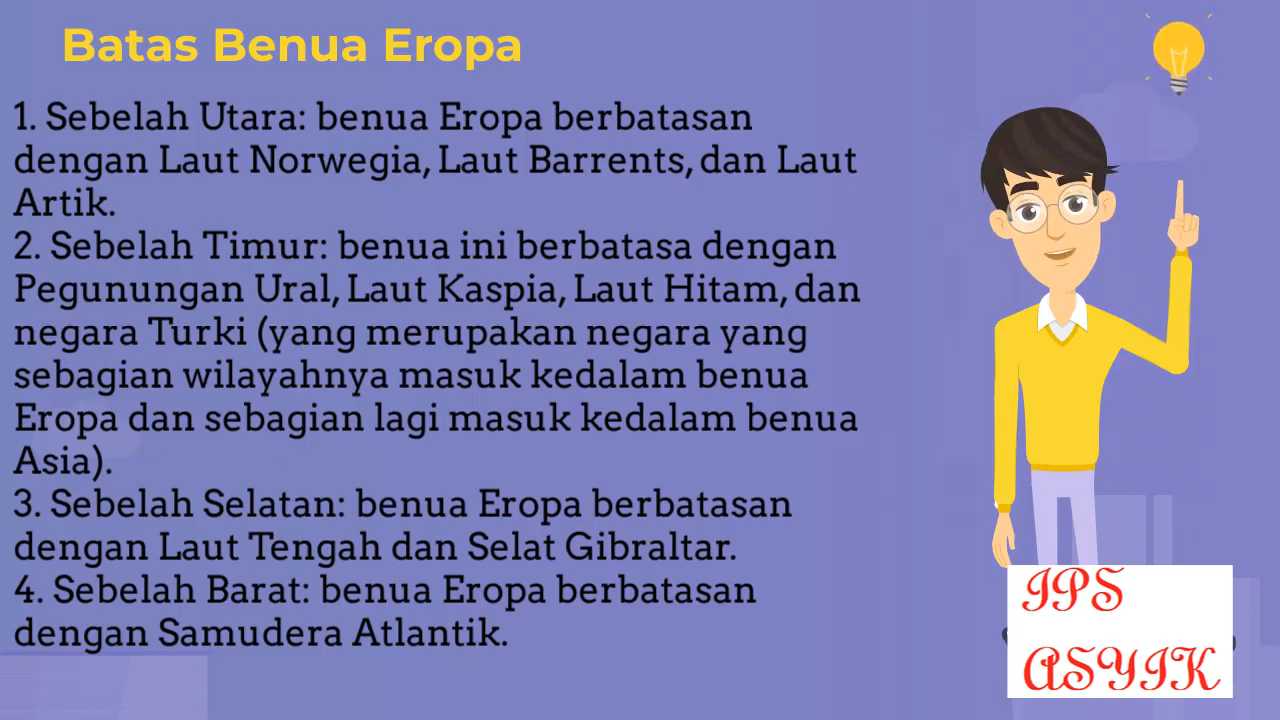 Batas Benua Eropa
1. Sebelah Utara: benua Eropa berbatasan
dengan Laut Norwegia, Laut Barrents, dan Laut
Artik.
2. Sebelah Timur: benua ini berbatasa dengan
Pegunungan Ural, Laut Kaspia, Laut Hitam, dan
negara Turki (yang merupakan negara yang
sebagian wilayahnya masuk kedalam benua
Eropa dan sebagian lagi masuk kedalam benua
Asia).
3. Sebelah Selatan: benua Eropa berbatasan
dengan Laut Tengah dan Selat Gibraltar.
4. Sebelah Barat: benua Eropa berbatasan
dengan Samudera Atlantik.
IPS
ASYIK